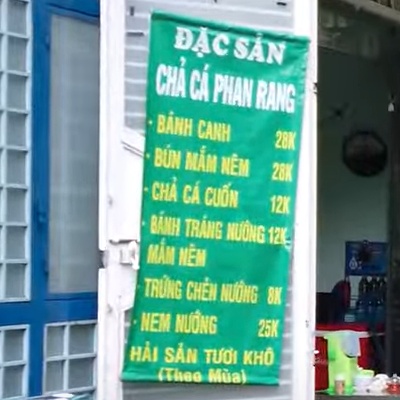 ĐẶC SẢN
CHẢ CÁ PHAN RANG
· BÁNH CANH 28K
· BÚN MẮM NÊM 28K
· CHẢ CÁ CUỐN 12K
· BÁNH TRÁNG NƯỚNG 12K
MẮM NÊM
· TRỨNG CHÉN NƯỚNG 8K
· NEM NƯỚNG 25K
HẢI SẢN TƯƠI KHÔ
(Theo Mùa)